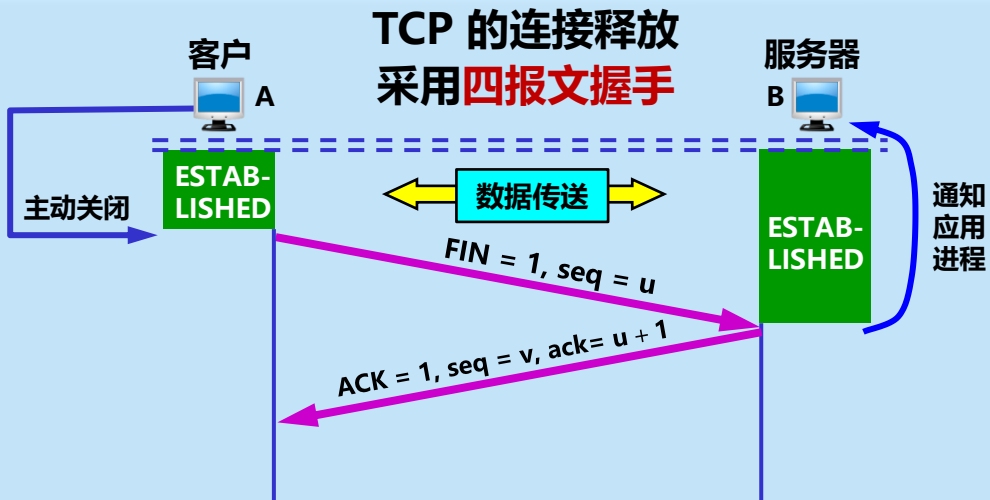 TCP 的连接释放
采用四报文握手
客户
A
服务器
B
ESTAB-
LISHED
主动关闭
数据传送
ESTAB-
LISHED
通知
应用
进程
FIN = 1, seq = u
ACK = 1, seq = v, ack= u + 1